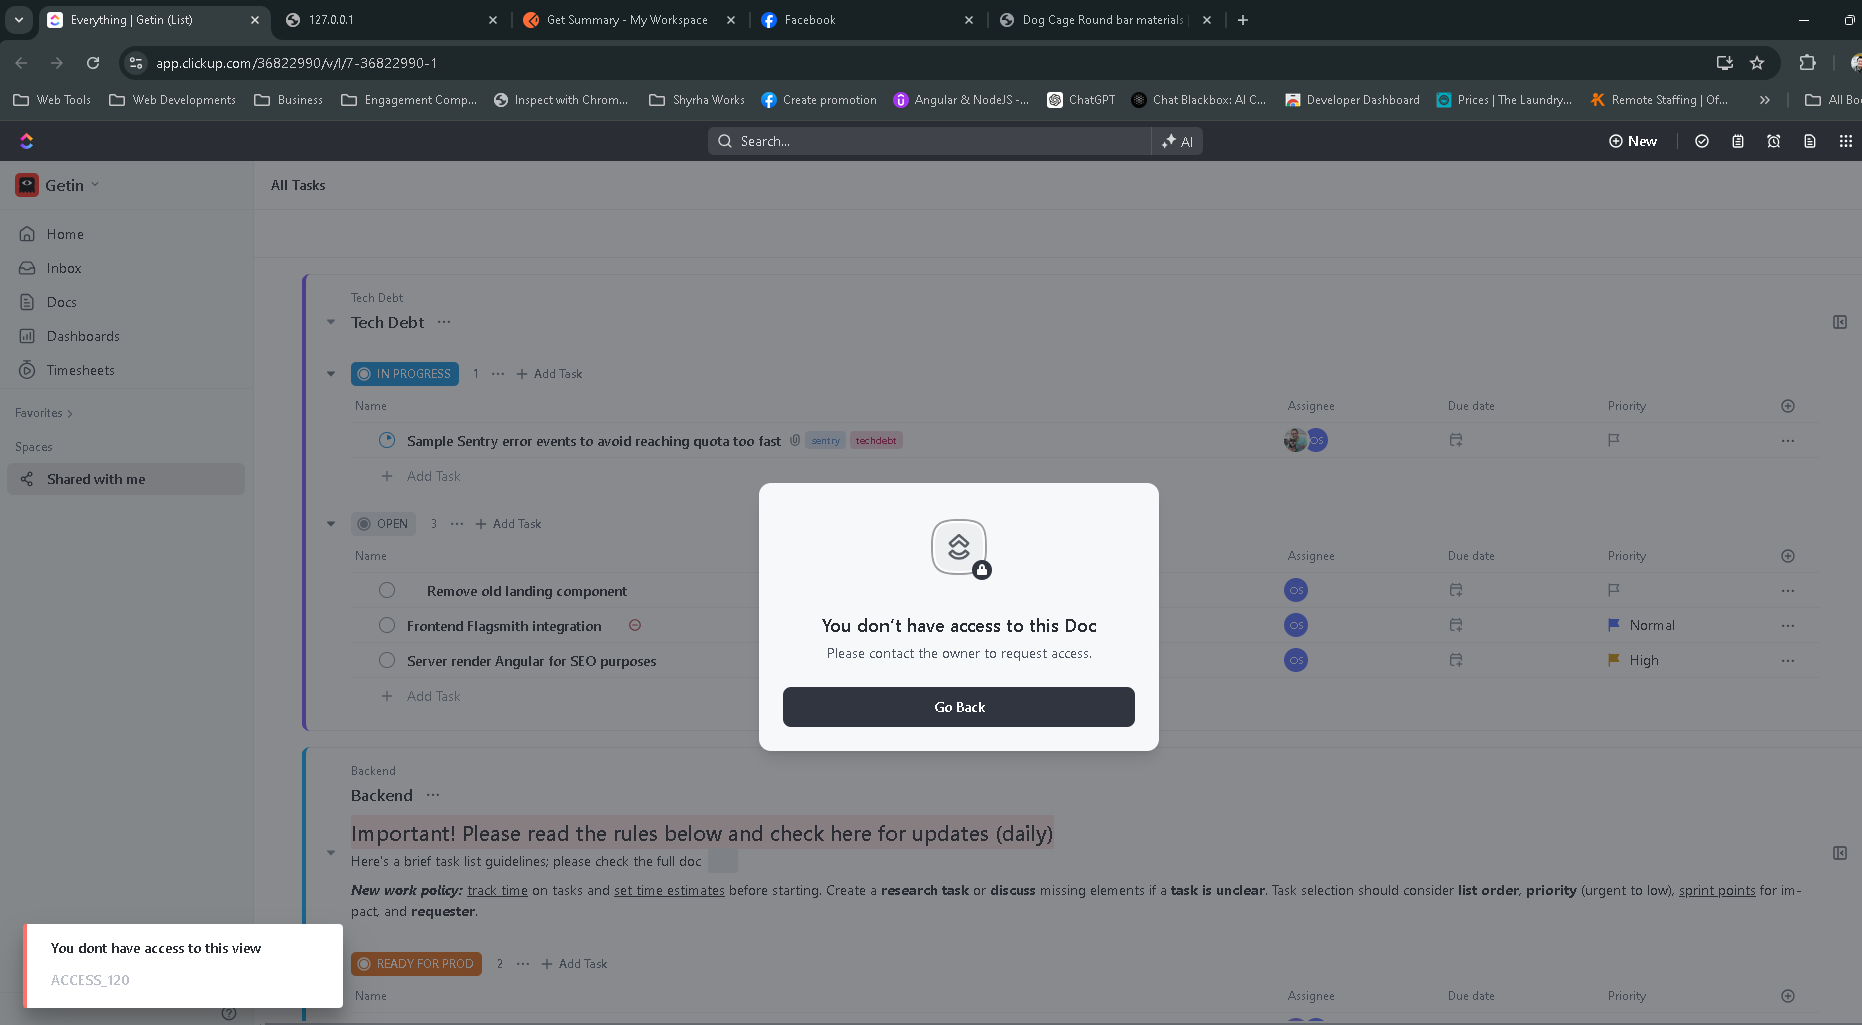 Everything | Getin (List)
127.0.0.1
Get Summary - My Workspace
Facebook
Dog Cage Round bar materials
app.clickup.com/36822990/v/l/7-36822990-1
Web Tools
Web Developments
Business
Engagement Comp...
Inspect with Chrom...
Shyrha Works
Create promotion
Angular & NodeJS -...
ChatGPT
Chat Blackbox: AI C...
Developer Dashboard
Prices | The Laundry...
Remote Staffing | Of...
All Bo
Search...
AI
New
Getin
All Tasks
Home
Inbox
Docs
Dashboards
Timesheets
Favorites
Spaces
Shared with me
Tech Debt
Tech Debt
IN PROGRESS 1 Add Task
Name Assignee Due date Priority
Sample Sentry error events to avoid reaching quota too fast sentry techdebt OS
Add Task
OPEN 3 Add Task
Name Assignee Due date Priority
Remove old landing component OS
Frontend Flagsmith integration OS Normal
Server render Angular for SEO purposes OS High
Add Task
You don't have access to this Doc
Please contact the owner to request access.
Go Back
Backend
Backend
Important! Please read the rules below and check here for updates (daily)
Here's a brief task list guidelines; please check the full doc
New work policy: track time on tasks and set time estimates before starting. Create a research task or discuss missing elements if a task is unclear. Task selection should consider list order, priority (urgent to low), sprint points for im-
pact, and requester.
READY FOR PROD 2 Add Task
Name Assignee Due date Priority
You dont have access to this view
ACCESS_120